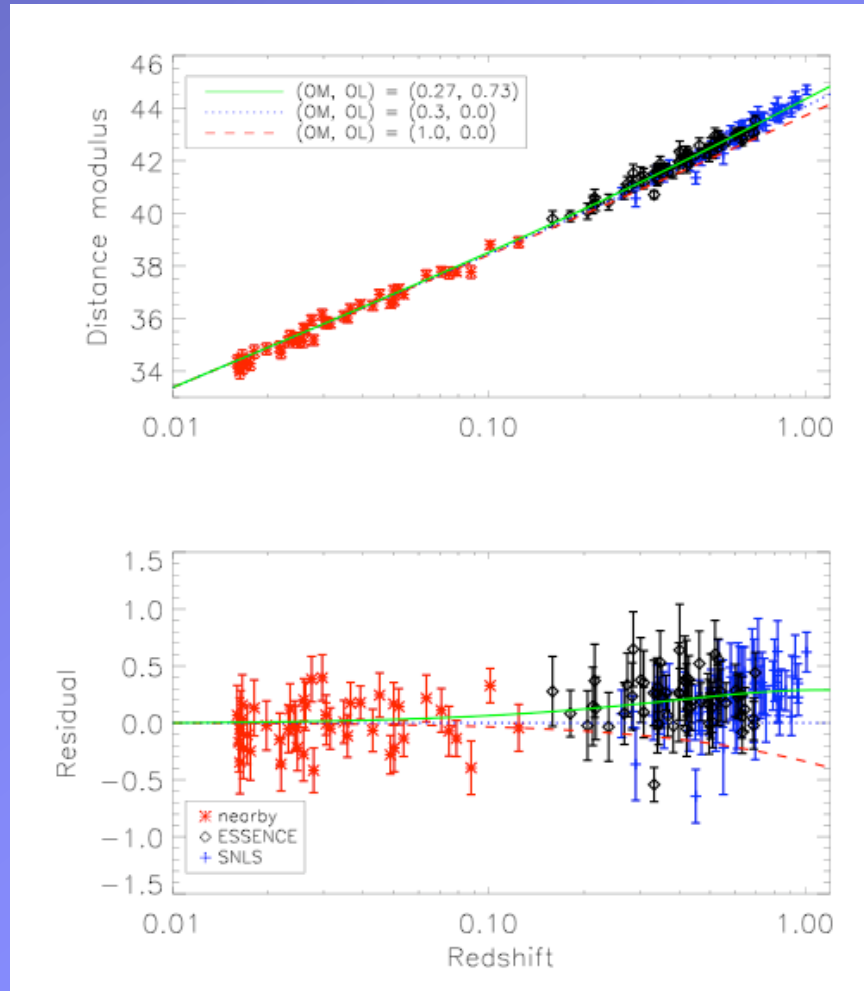 46
44
42
40
38
36
34
Distance modulus
(OM, OL) = (0.27, 0.73)
(OM, OL) = (0.3, 0.0)
(OM, OL) = (1.0, 0.0)
0.01
0.10
1.00
1.5
1.0
0.5
0.0
−0.5
−1.0
−1.5
Residual
nearby
ESSENCE
SNLS
0.01
0.10
1.00
Redshift